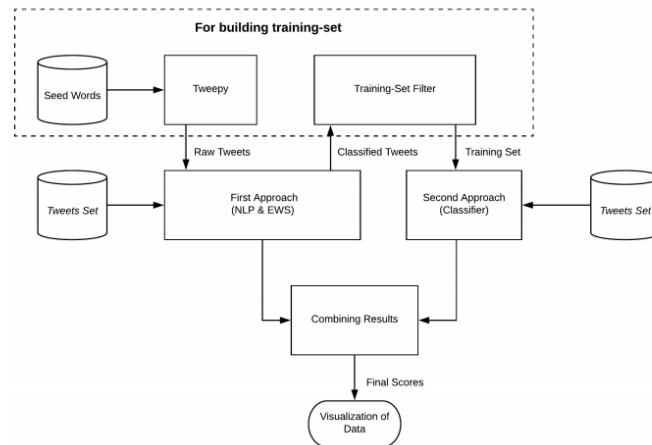 For building training-set
Seed Words
Tweepy
Training-Set Filter
Raw Tweets
Classified Tweets
Training Set
Tweets Set
First Approach
(NLP & EWS)
Second Approach
(Classifier)
Tweets Set
Combining Results
Final Scores
Visualization of
Data